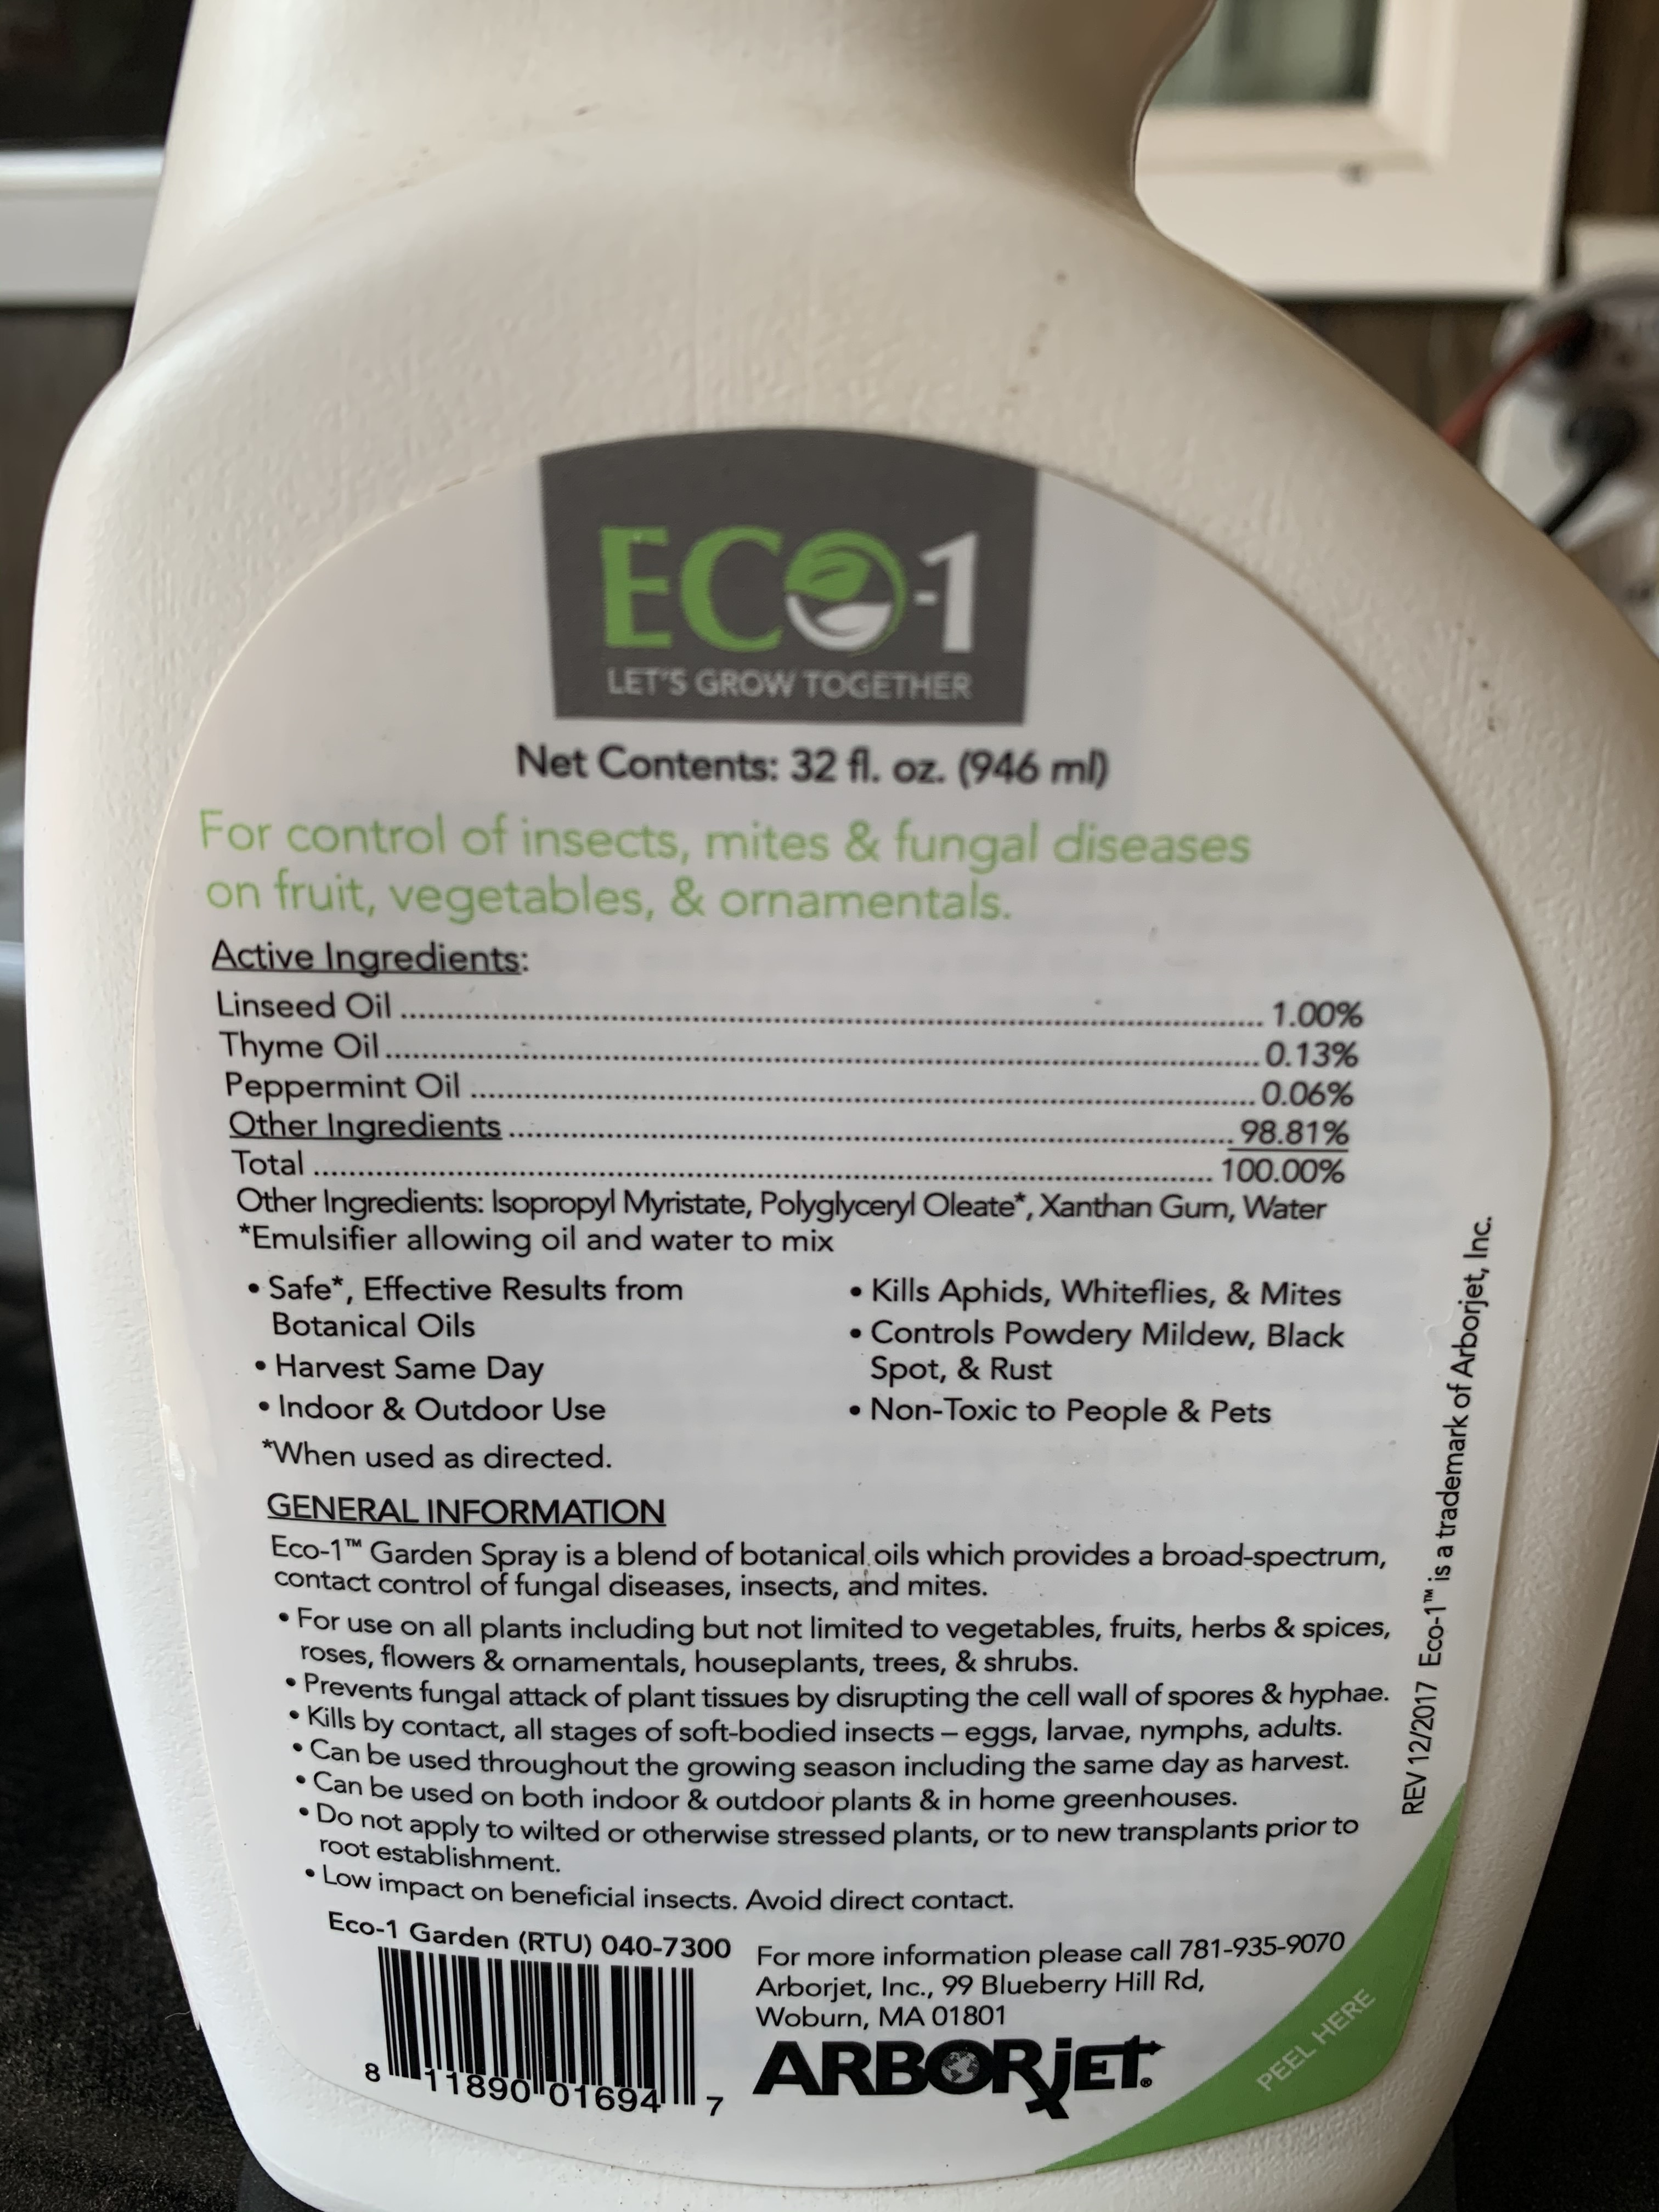 ECO-1
LET'S GROW TOGETHER
Net Contents: 32 fl. oz. (946 ml)
For control of insects, mites & fungal diseases
on fruit, vegetables, & ornamentals.
Active Ingredients:
Linseed Oil ........ 1.00%
Thyme Oil ........ 0.13%
Peppermint Oil ........ 0.06%
Other Ingredients ........ 98.81%
Total ........ 100.00%
Other Ingredients: Isopropyl Myristate, Polyglyceryl Oleate*, Xanthan Gum, Water
*Emulsifier allowing oil and water to mix
• Safe*, Effective Results from
Botanical Oils
• Harvest Same Day
• Indoor & Outdoor Use
*When used as directed.
• Kills Aphids, Whiteflies, & Mites
• Controls Powdery Mildew, Black
Spot, & Rust
• Non-Toxic to People & Pets
GENERAL INFORMATION
Eco-1™ Garden Spray is a blend of botanical oils which provides a broad-spectrum,
contact control of fungal diseases, insects, and mites.
• For use on all plants including but not limited to vegetables, fruits, herbs & spices,
roses, flowers & ornamentals, houseplants, trees, & shrubs.
• Prevents fungal attack of plant tissues by disrupting the cell wall of spores & hyphae.
• Kills by contact, all stages of soft-bodied insects – eggs, larvae, nymphs, adults.
• Can be used throughout the growing season including the same day as harvest.
• Can be used on both indoor & outdoor plants & in home greenhouses.
• Do not apply to wilted or otherwise stressed plants, or to new transplants prior to
root establishment.
• Low impact on beneficial insects. Avoid direct contact.
Eco-1 Garden (RTU) 040-7300
8 11890 01694 7
For more information please call 781-935-9070
Arborjet, Inc., 99 Blueberry Hill Rd,
Woburn, MA 01801
ARBORjET®
PEEL HERE
REV 12/2017 Eco-1™ is a trademark of Arborjet, Inc.